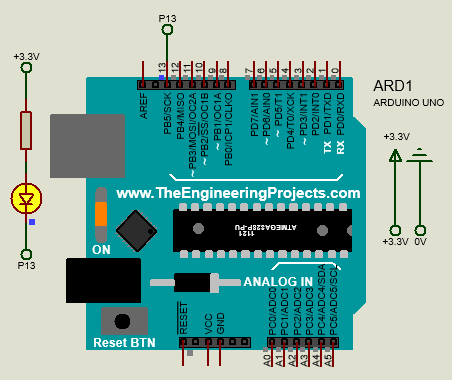 P13
+3.3V
P13
13
12
11
10
9
8
7
6
5
4
3
2
1
0
AREF
PB5/SCK
PB4/MISO
~ PB3/MOSI/OC2A
~ PB2/SS/OC1B
~ PB1/OC1A
PB0/ICP1/CLKO
PD7/AIN1
~ PD6/AIN0
~ PD5/T1
PD4/T0/XCK
~ PD3/INT1
PD2/INT0
TX PD1/TXD
RX PD0/RXD
ARD1
ARDUINO UNO
+3.3V
+3.3V
0V
www.TheEngineeringProjects.com
1121
ATMEGA328P-PU
ON
ANALOG IN
Reset BTN
RESET
VCC
GND
PC0/ADC0
PC1/ADC1
PC2/ADC2
PC3/ADC3
PC4/ADC4/SDA
PC5/ADC5/SCL
A0
A1
A2
A3
A4
A5